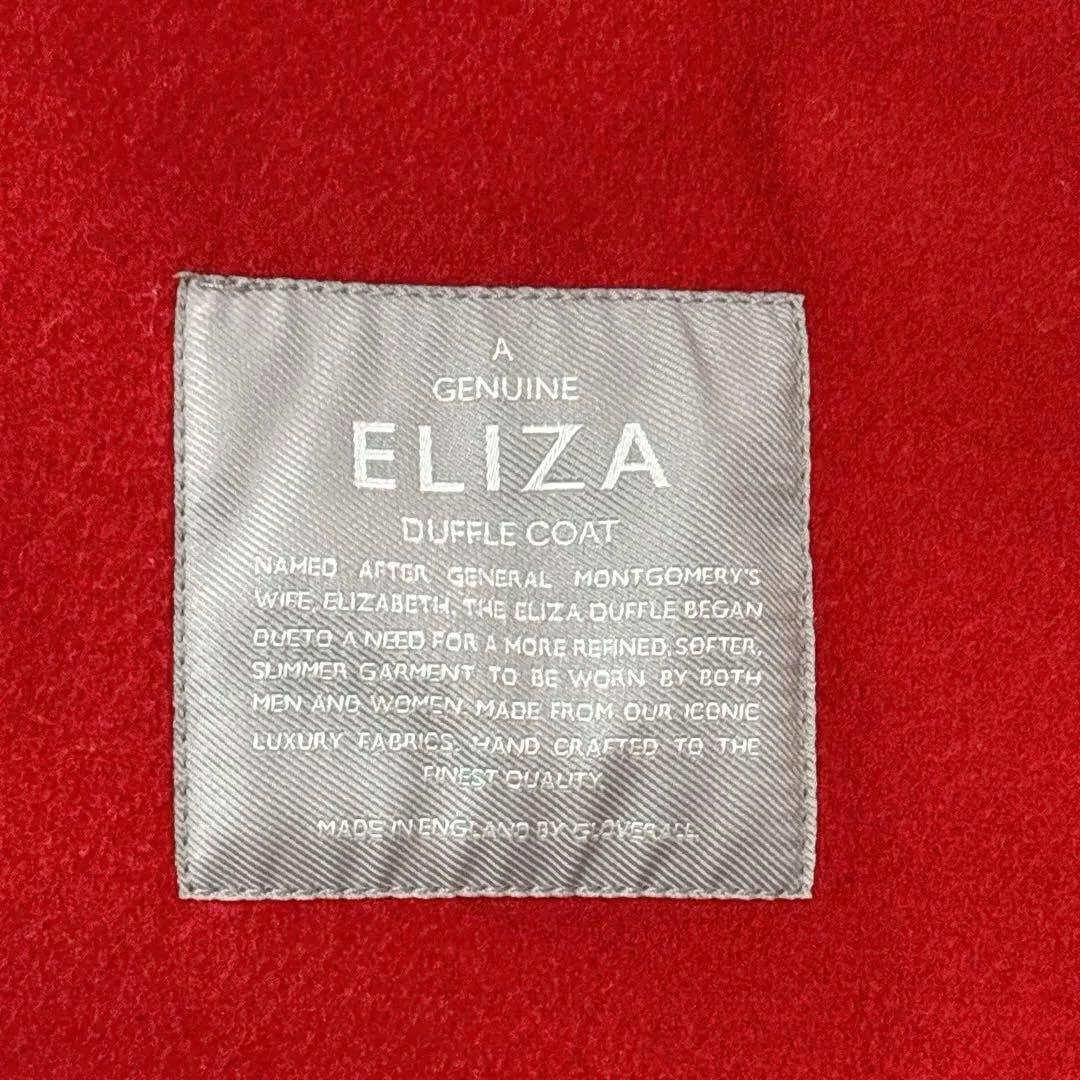 A
GENUINE
ELIZA
DUFFLE COAT
NAMED AFTER GENERAL MONTGOMERY'S
WIFE, ELIZABETH, THE ELIZA DUFFLE BEGAN
DUE TO A NEED FOR A MORE REFINED, SOFTER,
SUMMER GARMENT TO BE WORN BY BOTH
MEN AND WOMEN. MADE FROM OUR ICONIC
LUXURY FABRICS, HAND CRAFTED TO THE
FINEST QUALITY.
MADE IN ENGLAND BY GLOVERALL.